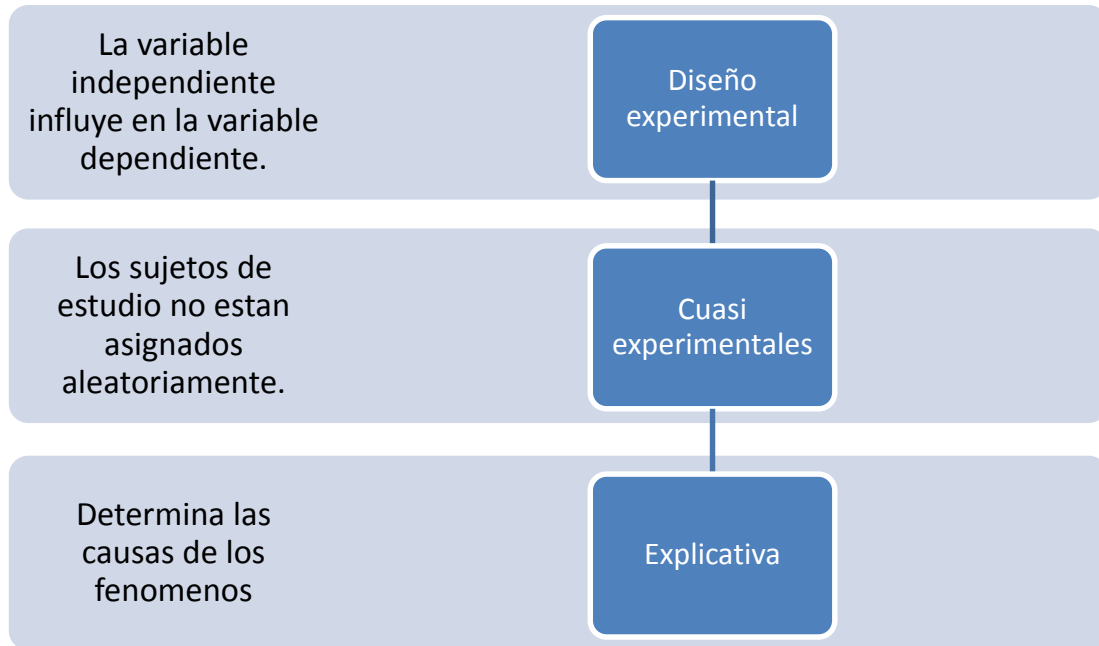 La variable
independiente
influye en la variable
dependiente.
Diseño
experimental
Los sujetos de
estudio no estan
asignados
aleatoriamente.
Cuasi
experimentales
Determina las
causas de los
fenomenos
Explicativa